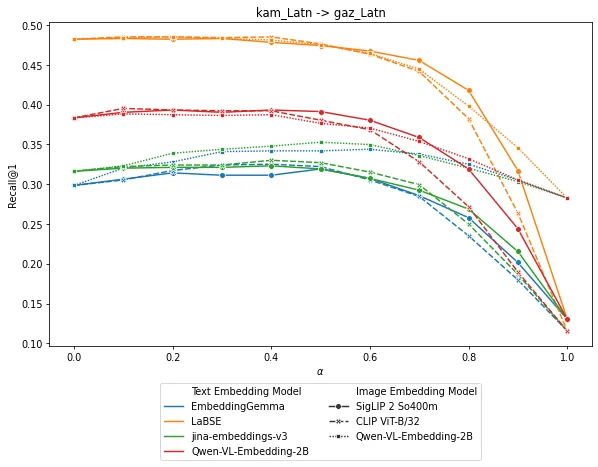 kam_Latn -> gaz_Latn
Recall@1
0.50
0.45
0.40
0.35
0.30
0.25
0.20
0.15
0.10
0.0 0.2 0.4 0.6 0.8 1.0
α
Text Embedding Model Image Embedding Model
EmbeddingGemma SigLIP 2 So400m
LaBSE CLIP ViT-B/32
jina-embeddings-v3 Qwen-VL-Embedding-2B
Qwen-VL-Embedding-2B